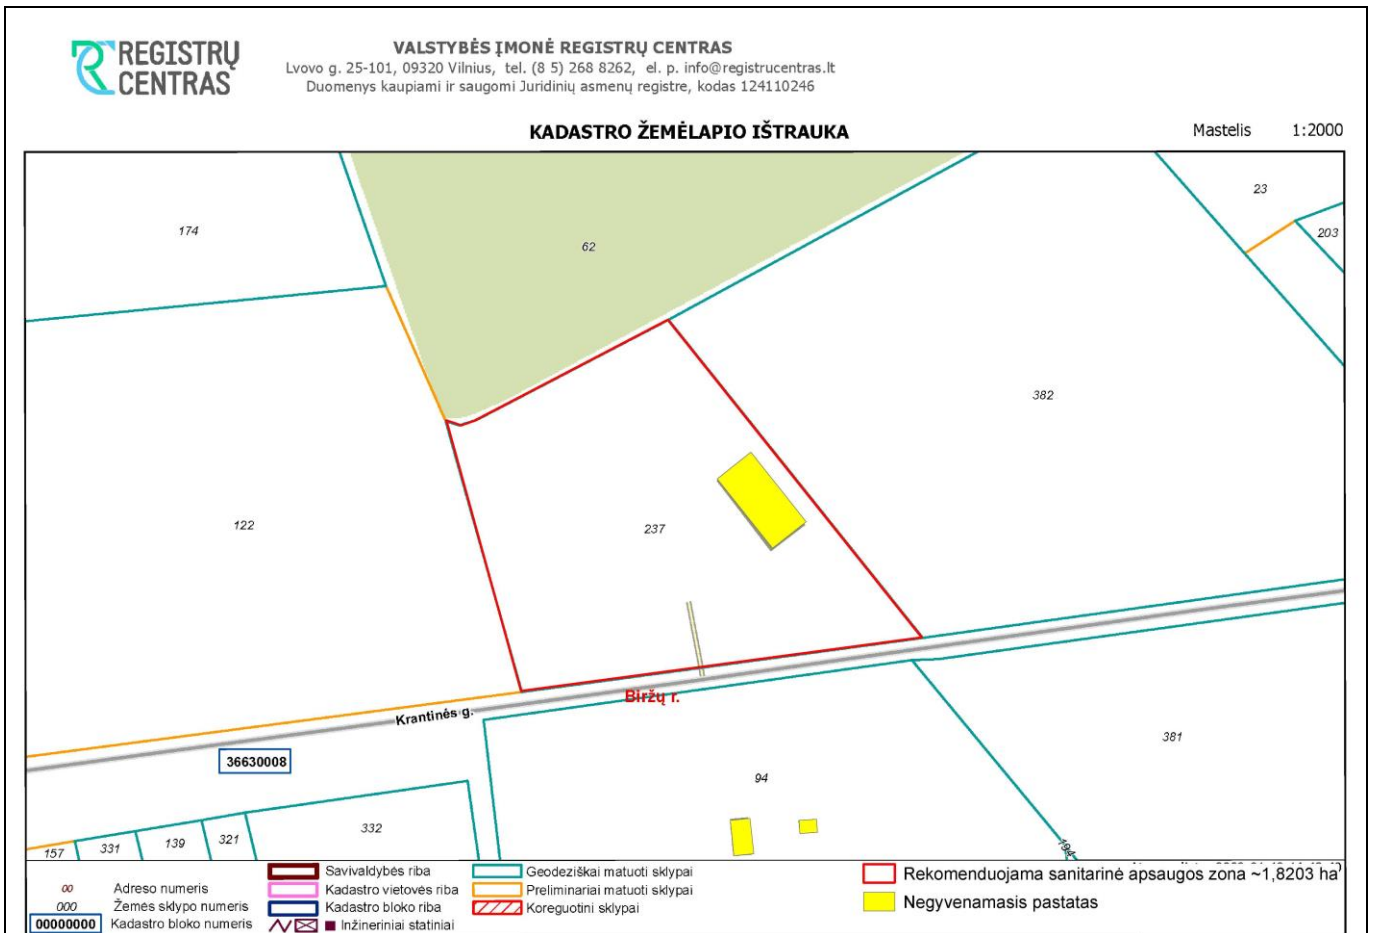 REGISTRŲ
CENTRAS
VALSTYBĖS ĮMONĖ REGISTRŲ CENTRAS
Lvovo g. 25-101, 09320 Vilnius, tel. (8 5) 268 8262, el. p. info@registrucentras.lt
Duomenys kaupiami ir saugomi Juridinių asmenų registre, kodas 124110246
KADASTRO ŽEMĖLAPIO IŠTRAUKA
Mastelis 1:2000
23
174
203
62
382
122
237
Biržų r.
Krantinės g.
381
36630008
94
332
321
139
331
157
194
Savivaldybės riba
Kadastro vietovės riba
Kadastro bloko riba
Inžineriniai statiniai
00 Adreso numeris
000 Žemės sklypo numeris
00000000 Kadastro bloko numeris
Geodeziškai matuoti sklypai
Preliminariai matuoti sklypai
Koreguotini sklypai
Rekomenduojama sanitarinė apsaugos zona ~1,8203 ha
Negyvenamasis pastatas